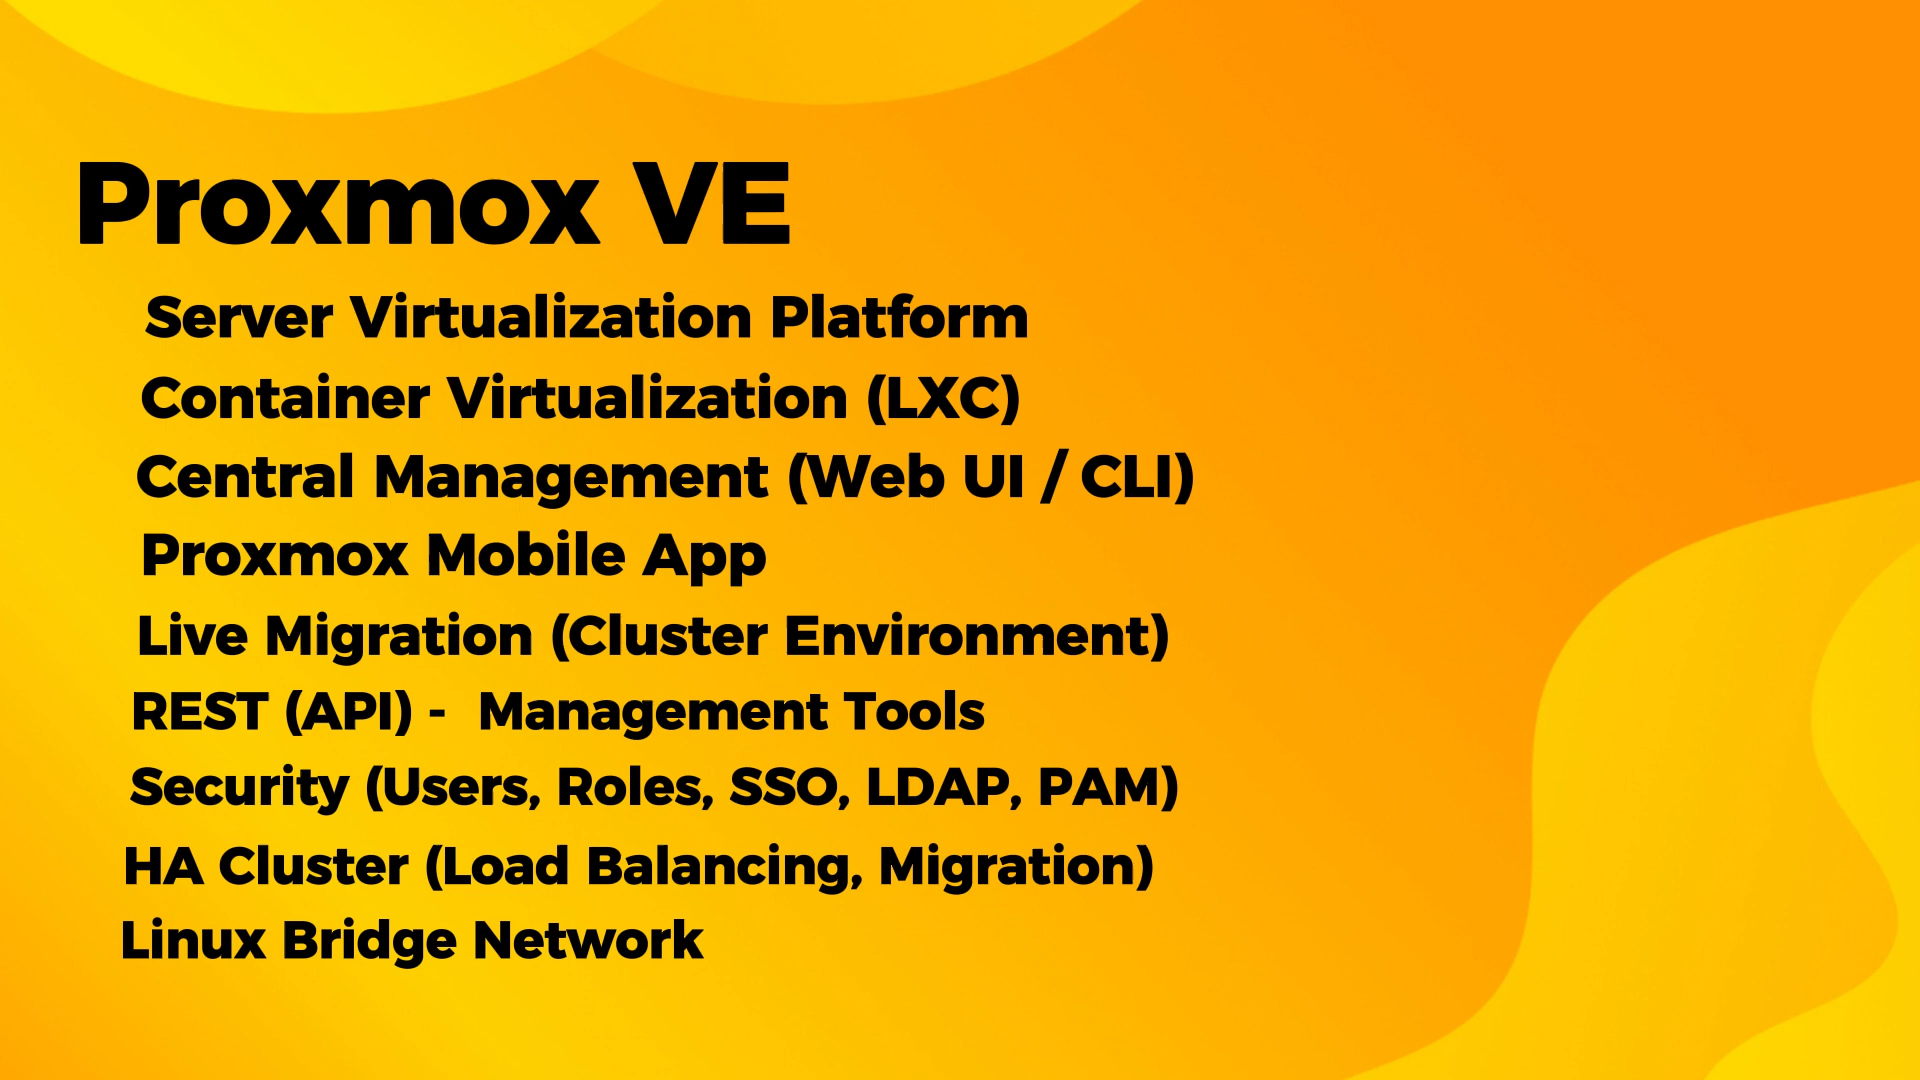 Proxmox VE
Server Virtualization Platform
Container Virtualization (LXC)
Central Management (Web UI / CLI)
Proxmox Mobile App
Live Migration (Cluster Environment)
REST (API) -  Management Tools
Security (Users, Roles, SSO, LDAP, PAM)
HA Cluster (Load Balancing, Migration)
Linux Bridge Network